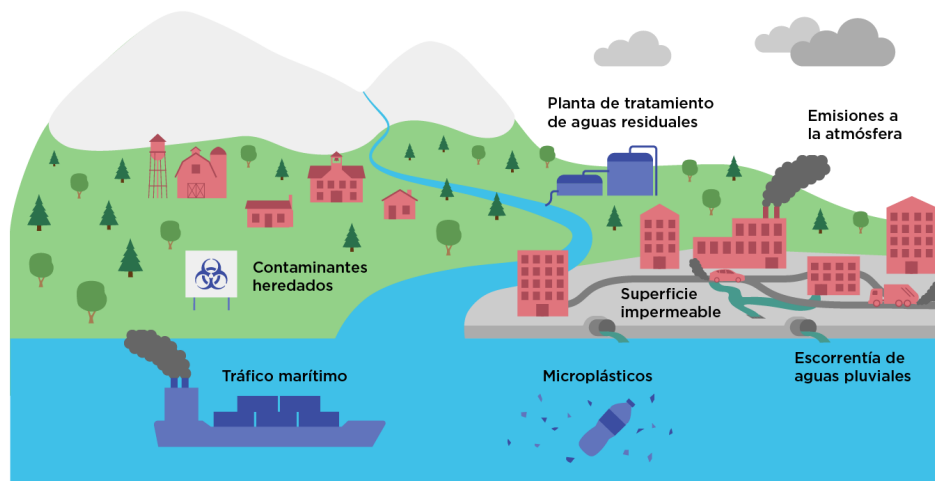 Planta de tratamiento
de aguas residuales
Emisiones a
la atmósfera
Contaminantes
heredados
Superficie
impermeable
Escorrentía de
aguas pluviales
Tráfico marítimo
Microplásticos